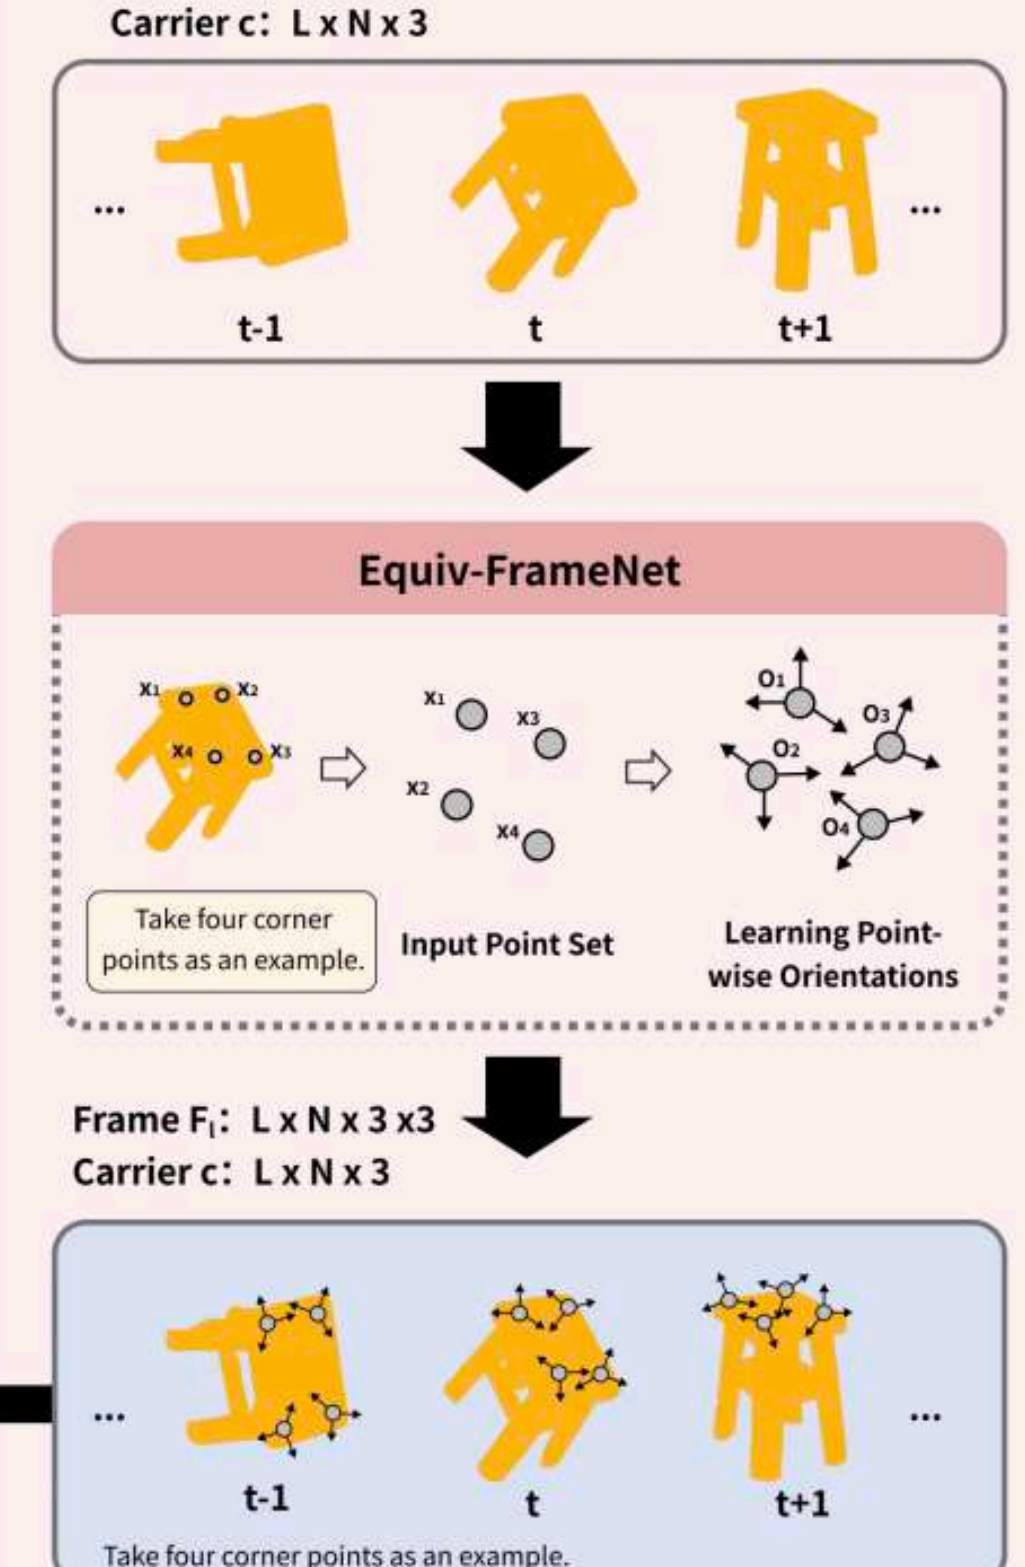 Carrier c: L x N x 3
... ...
t-1 t t+1
Equiv-FrameNet
X1 X2
X4 X3
X1 X3
X2
X4
O1 O3
O2
O4
Take four corner
points as an example.
Input Point Set
Learning Point-
wise Orientations
Frame Fl: L x N x 3 x3
Carrier c: L x N x 3
... ...
t-1 t t+1
Take four corner points as an example.